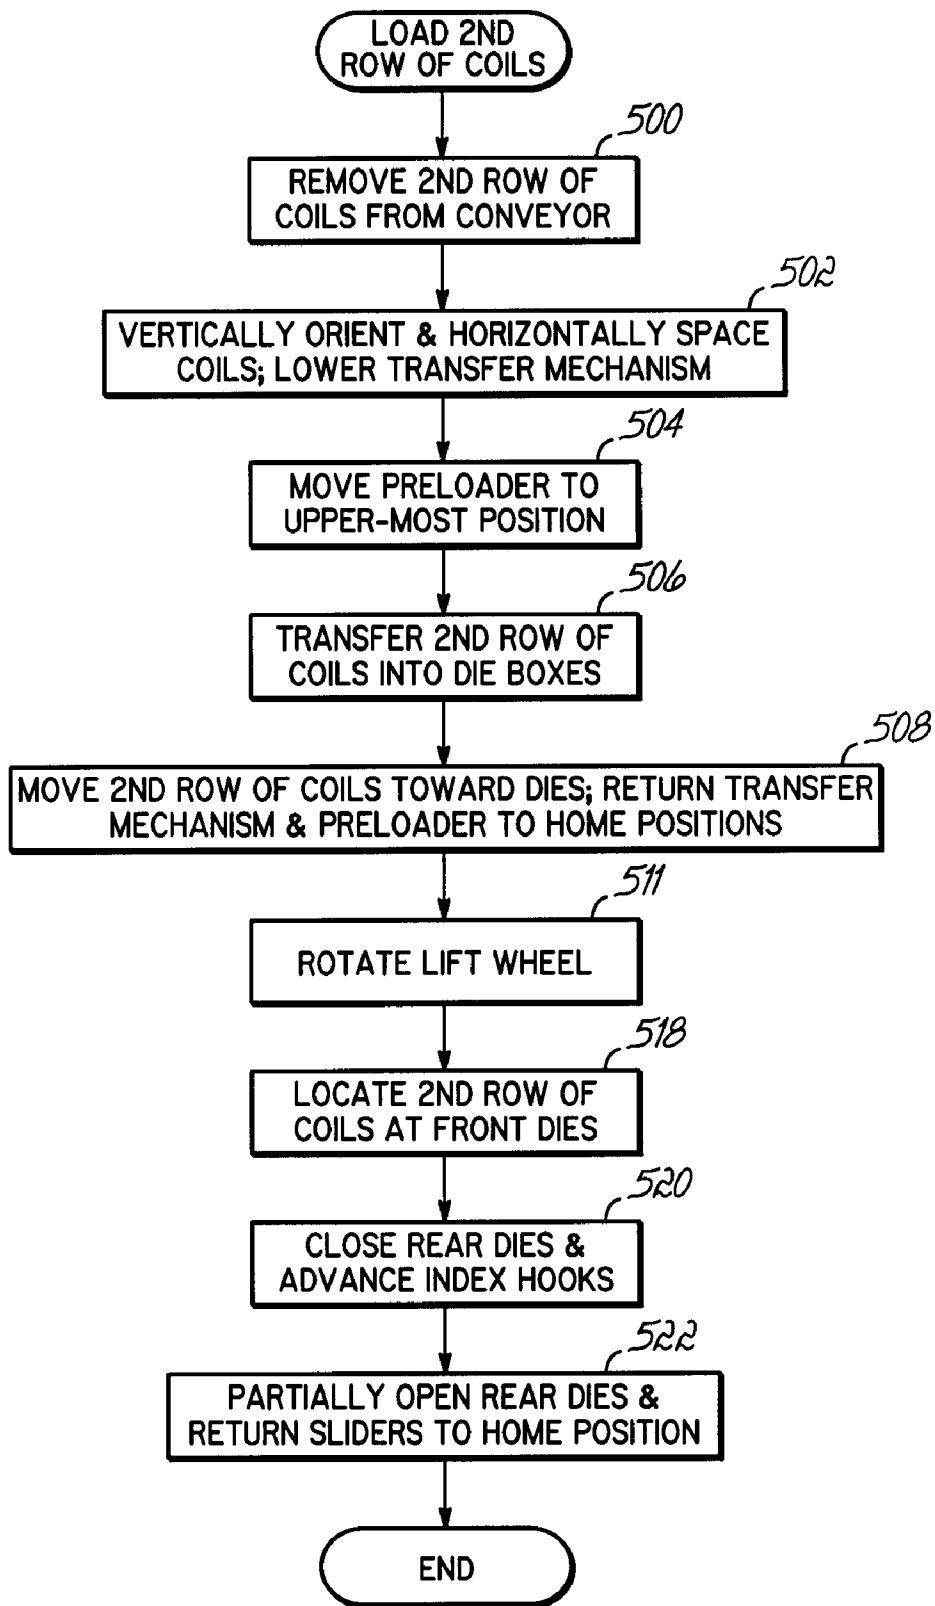 LOAD 2ND
ROW OF COILS
500
REMOVE 2ND ROW OF
COILS FROM CONVEYOR
502
VERTICALLY ORIENT & HORIZONTALLY SPACE
COILS; LOWER TRANSFER MECHANISM
504
MOVE PRELOADER TO
UPPER-MOST POSITION
506
TRANSFER 2ND ROW OF
COILS INTO DIE BOXES
508
MOVE 2ND ROW OF COILS TOWARD DIES; RETURN TRANSFER
MECHANISM & PRELOADER TO HOME POSITIONS
511
ROTATE LIFT WHEEL
518
LOCATE 2ND ROW OF
COILS AT FRONT DIES
520
CLOSE REAR DIES &
ADVANCE INDEX HOOKS
522
PARTIALLY OPEN REAR DIES &
RETURN SLIDERS TO HOME POSITION
END